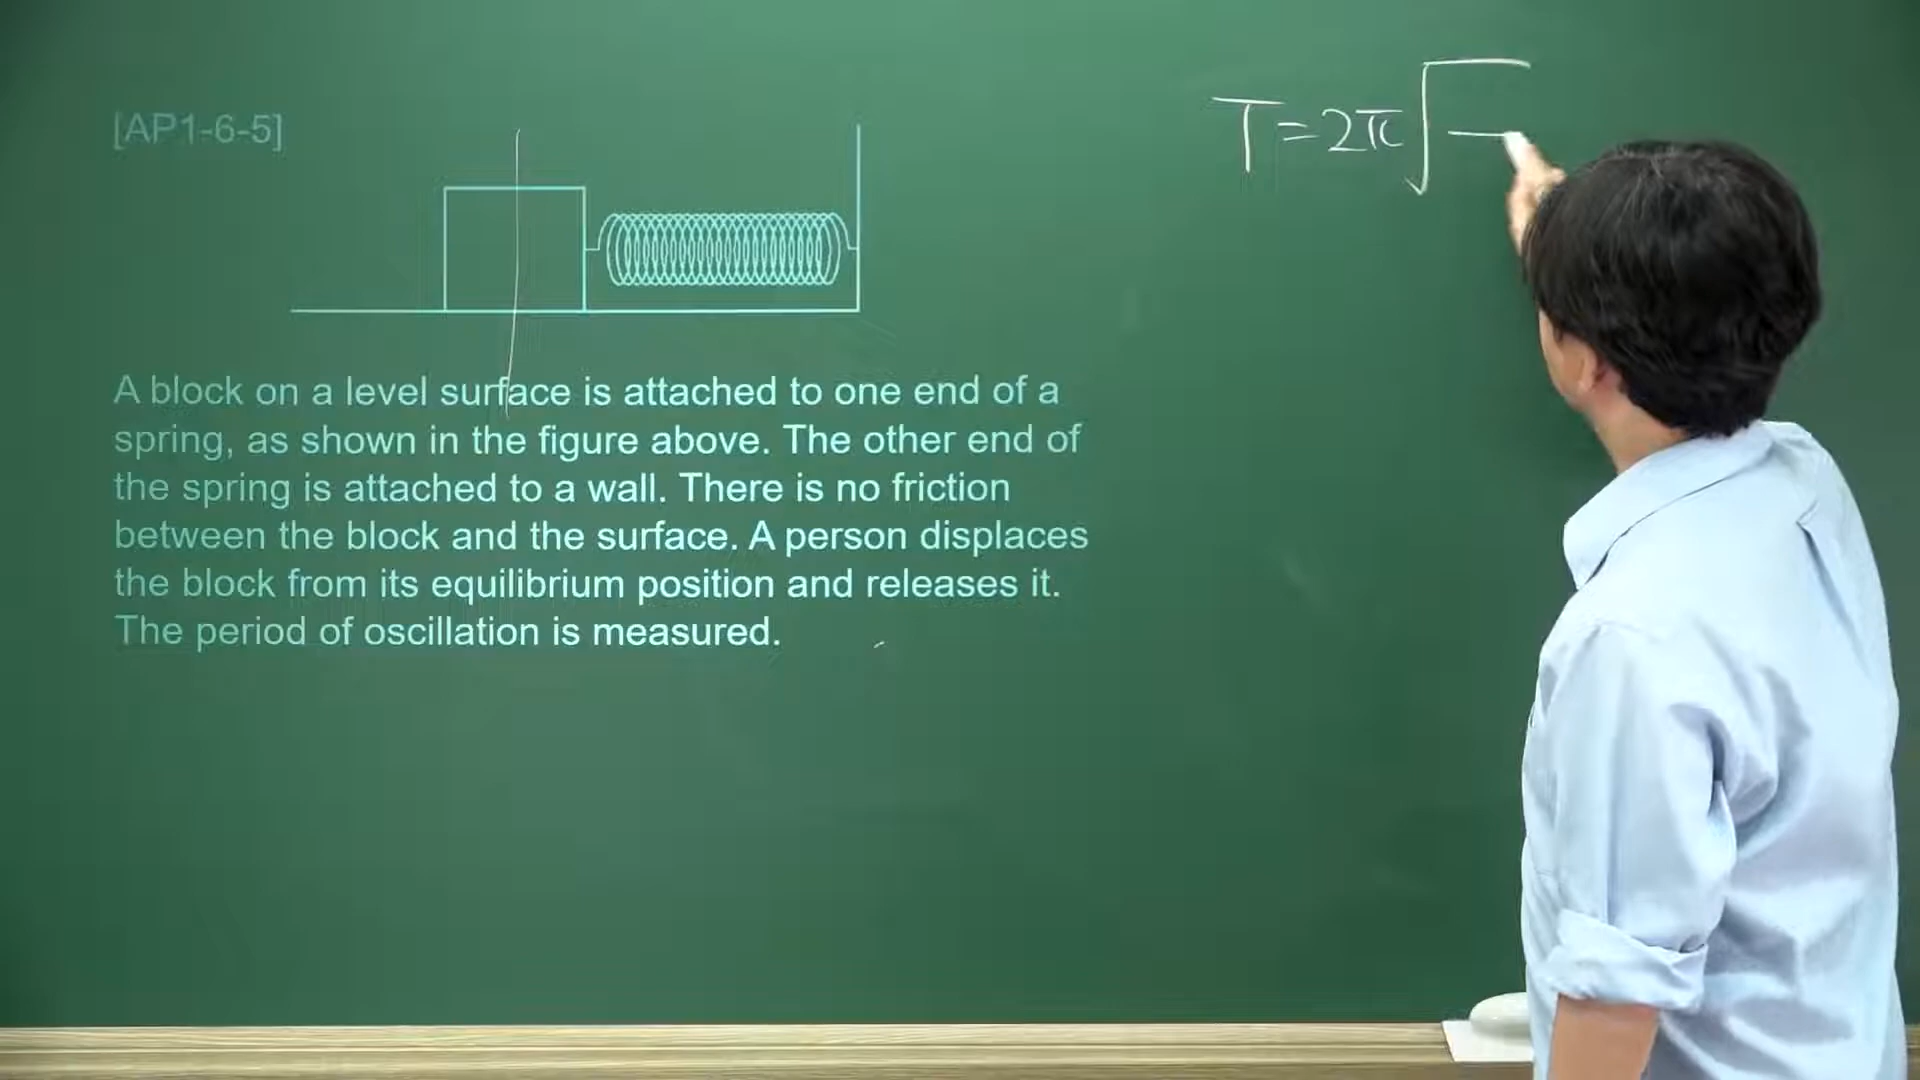 [AP1-6-5]
T=2π√
A block on a level surface is attached to one end of a
spring, as shown in the figure above. The other end of
the spring is attached to a wall. There is no friction
between the block and the surface. A person displaces
the block from its equilibrium position and releases it.
The period of oscillation is measured.